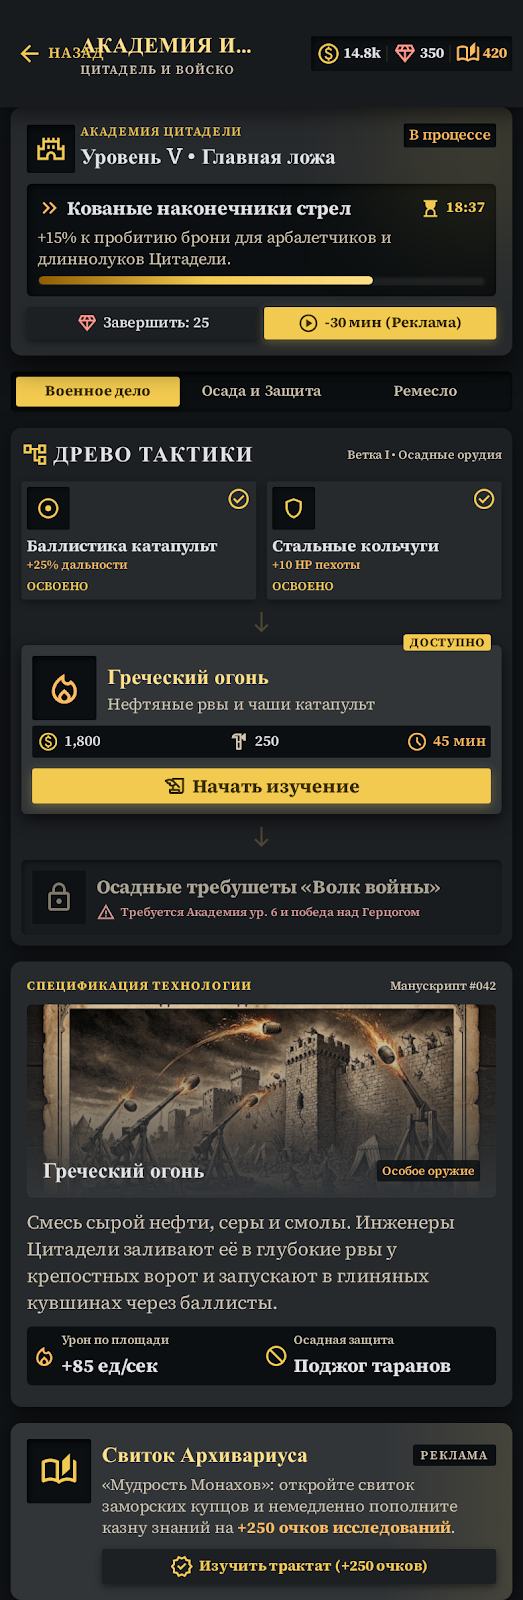 НАЗАД
АКАДЕМИЯ И...
ЦИТАДЕЛЬ И ВОЙСКО
14.8k 350 420
АКАДЕМИЯ ЦИТАДЕЛИ
В процессе
Уровень V • Главная ложа
Кованые наконечники стрел
18:37
+15% к пробитию брони для арбалетчиков и
длиннолуков Цитадели.
Завершить: 25
-30 мин (Реклама)
Военное дело
Осада и Защита
Ремесло
ДРЕВО ТАКТИКИ
Ветка I • Осадные орудия
Баллистика катапульт
+25% дальности
ОСВОЕНО
Стальные кольчуги
+10 HP пехоты
ОСВОЕНО
ДОСТУПНО
Греческий огонь
Нефтяные рвы и чаши катапульт
1,800
250
45 мин
Начать изучение
Осадные требушеты «Волк войны»
Требуется Академия ур. 6 и победа над Герцогом
СПЕЦИФИКАЦИЯ ТЕХНОЛОГИИ
Манускрипт #042
Греческий огонь
Особое оружие
Смесь сырой нефти, серы и смолы. Инженеры
Цитадели заливают её в глубокие рвы у
крепостных ворот и запускают в глиняных
кувшинах через баллисты.
Урон по площади
+85 ед/сек
Осадная защита
Поджог таранов
Свиток Архивариуса
РЕКЛАМА
«Мудрость Монахов»: откройте свиток
заморских купцов и немедленно пополните
казну знаний на +250 очков исследований.
Изучить трактат (+250 очков)